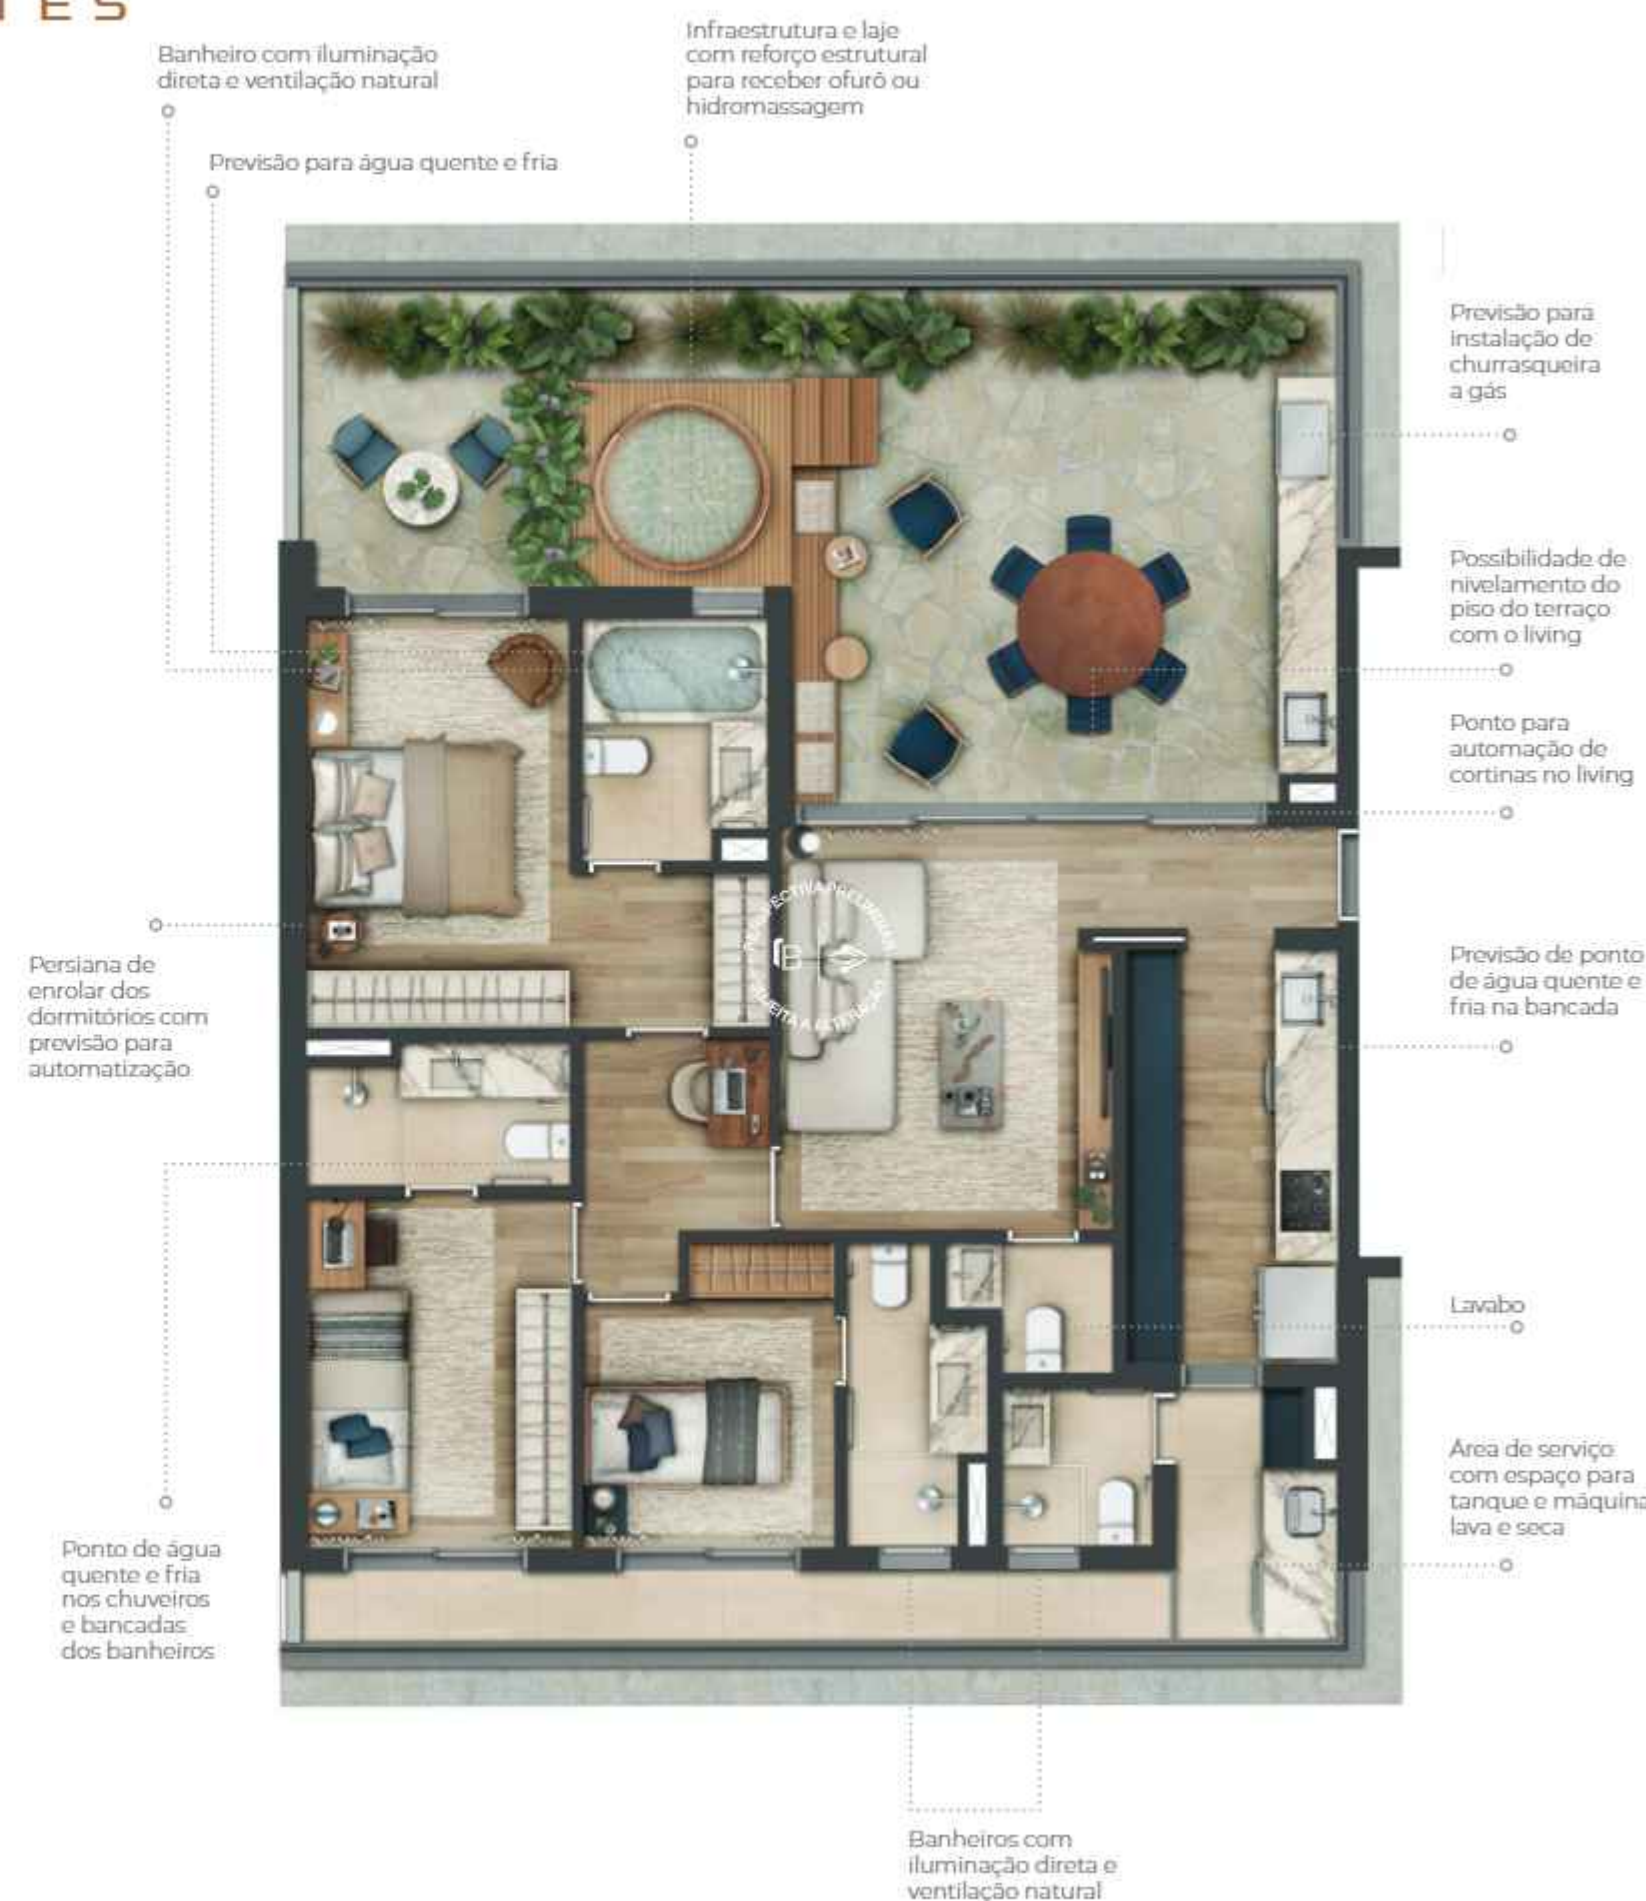 TES
Banheiro com iluminação
direta e ventilação natural
Previsão para água quente e fria
Infraestrutura e laje
com reforço estrutural
para receber ofurô ou
hidromassagem
Previsão para
instalação de
churrasqueira
a gás
Possibilidade de
nivelamento do
piso do terraço
com o living
Ponto para
automação de
cortinas no living
Previsão de ponto
de água quente e
fria na bancada
Lavabo
Área de serviço
com espaço para
tanque e máquina
lava e seca
Persiana de
enrolar dos
dormitórios com
previsão para
automatização
Ponto de água
quente e fria
nos chuveiros
e bancadas
dos banheiros
Banheiros com
iluminação direta e
ventilação natural